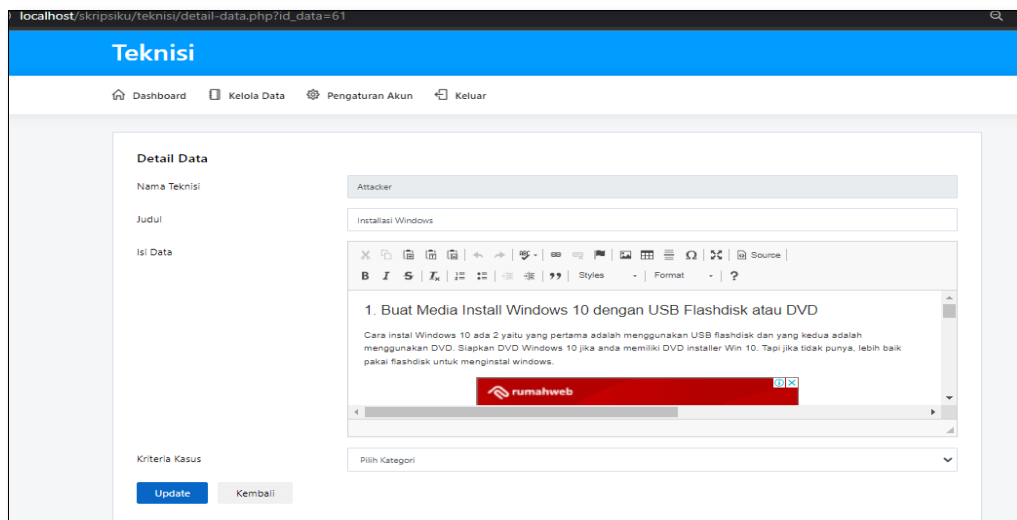 localhost/skripsiku/teknisi/detail-data.php?id_data=61
Teknisi
Dashboard Kelola Data Pengaturan Akun Keluar
Detail Data
Nama Teknisi Attacker
Judul Installasi Windows
Isi Data
Source
B I S Ix Styles Format ?
1. Buat Media Install Windows 10 dengan USB Flashdisk atau DVD
Cara instal Windows 10 ada 2 yaitu yang pertama adalah menggunakan USB flashdisk dan yang kedua adalah
menggunakan DVD. Siapkan DVD Windows 10 jika anda memiliki DVD installer Win 10. Tapi jika tidak punya, lebih baik
pakai flashdisk untuk menginstal windows.
rumahweb
Kriteria Kasus Pilih Kategori
Update Kembali